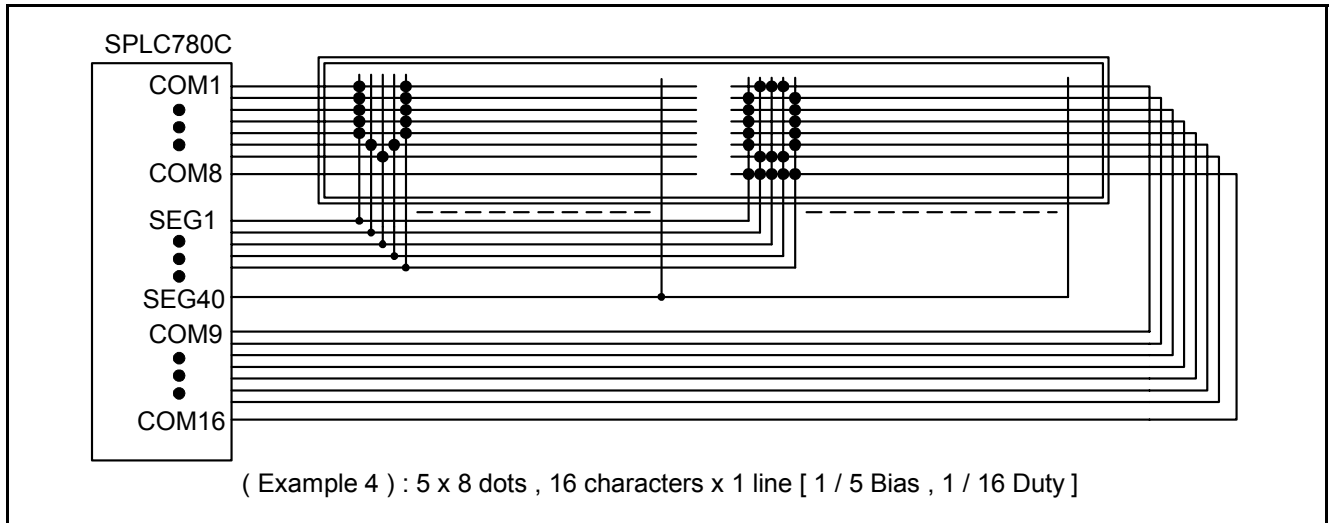 SPLC780C
COM1
COM8
SEG1
SEG40
COM9
COM16
( Example 4 ) : 5 x 8 dots , 16 characters x 1 line [ 1 / 5 Bias , 1 / 16 Duty ]